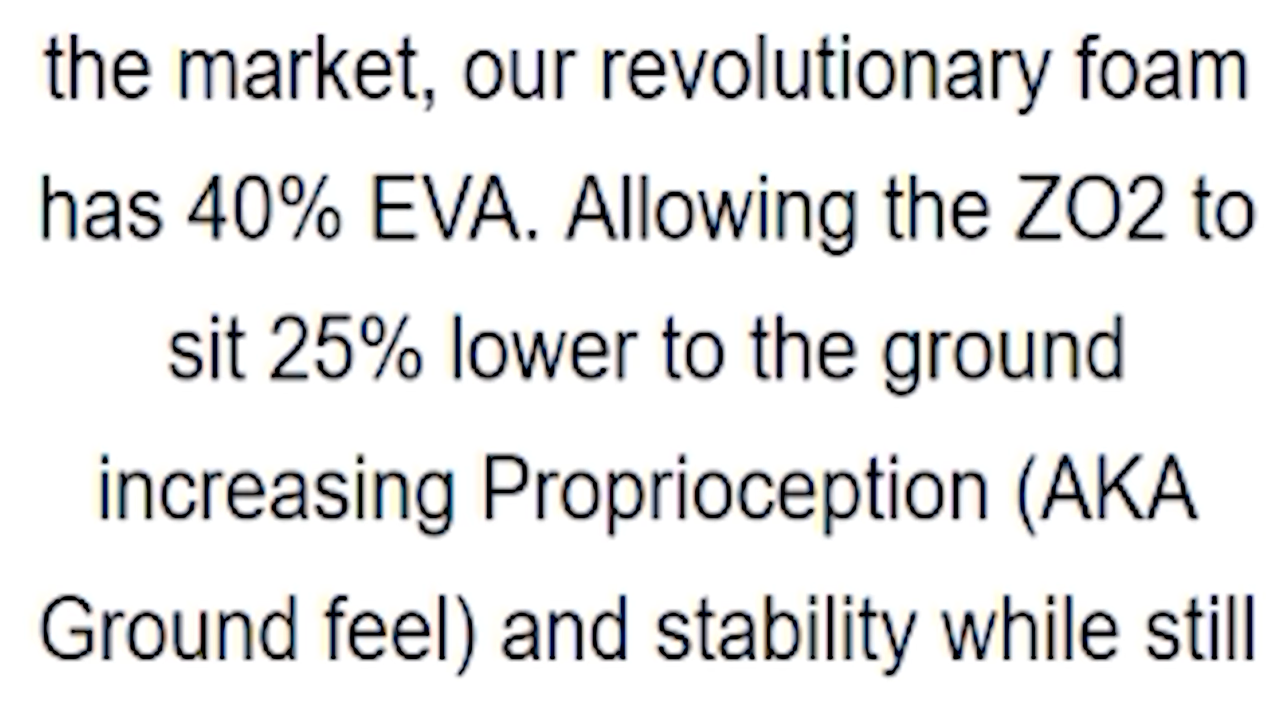 the market, our revolutionary foam
has 40% EVA. Allowing the ZO2 to
sit 25% lower to the ground
increasing Proprioception (AKA
Ground feel) and stability while still